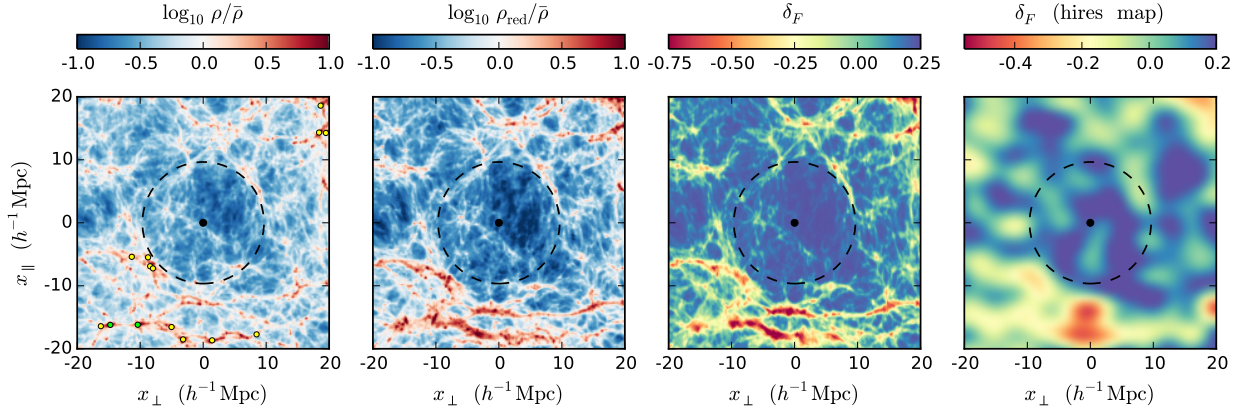 log₁₀ ρ/ρ̄ log₁₀ ρ_red/ρ̄ δ_F δ_F (hires map)
-1.0 -0.5 0.0 0.5 1.0 -1.0 -0.5 0.0 0.5 1.0 -0.75 -0.50 -0.25 0.00 0.25 -0.4 -0.2 0.0 0.2
20
10
0
-10
-20
x_∥ (h⁻¹ Mpc)
-20 -10 0 10 20 -20 -10 0 10 20 -20 -10 0 10 20 -20 -10 0 10 20
x_⊥ (h⁻¹ Mpc) x_⊥ (h⁻¹ Mpc) x_⊥ (h⁻¹ Mpc) x_⊥ (h⁻¹ Mpc)